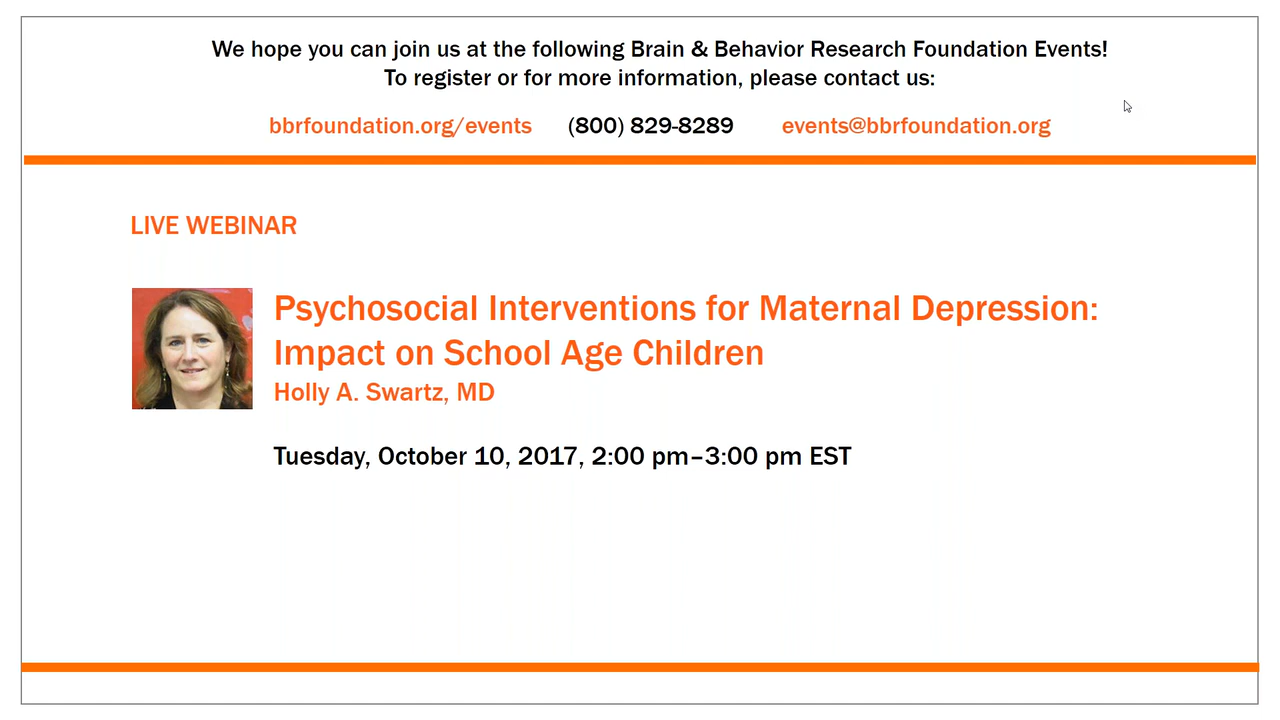 We hope you can join us at the following Brain & Behavior Research Foundation Events!
To register or for more information, please contact us:
bbrfoundation.org/events (800) 829-8289 events@bbrfoundation.org
LIVE WEBINAR
Psychosocial Interventions for Maternal Depression:
Impact on School Age Children
Holly A. Swartz, MD
Tuesday, October 10, 2017, 2:00 pm–3:00 pm EST